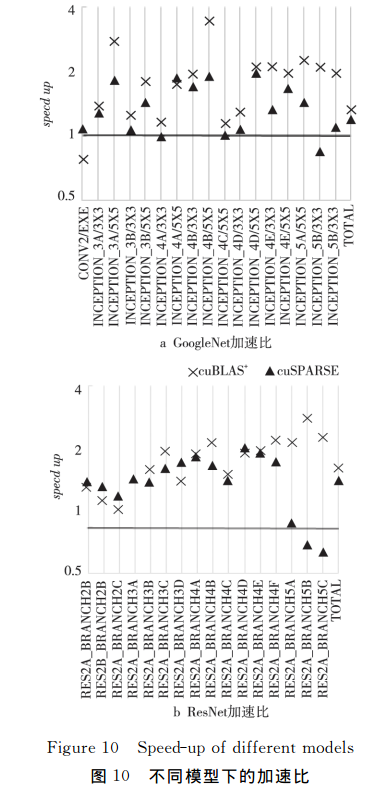 4
2
1
0.5
speed up
CONV2/EXE
INCEPTION_3A/3X3
INCEPTION_3A/5X5
INCEPTION_3B/3X3
INCEPTION_3B/5X5
INCEPTION_4A/3X3
INCEPTION_4A/5X5
INCEPTION_4B/3X3
INCEPTION_4B/5X5
INCEPTION_4C/5X5
INCEPTION_4D/3X3
INCEPTION_4D/5X5
INCEPTION_4E/3X3
INCEPTION_4E/5X5
INCEPTION_5A/5X5
INCEPTION_5B/3X3
INCEPTION_5B/3X3
TOTAL
a GoogleNet加速比
×cuBLAS⁺ ▲cuSPARSE
4
2
1
0.5
speed up
RES2A_BRANCH2B
RES2B_BRANCH2B
RES2A_BRANCH2C
RES2A_BRANCH3A
RES2A_BRANCH3B
RES2A_BRANCH3C
RES2A_BRANCH3D
RES2A_BRANCH4A
RES2A_BRANCH4B
RES2A_BRANCH4C
RES2A_BRANCH4D
RES2A_BRANCH4E
RES2A_BRANCH4F
RES2A_BRANCH5A
RES2A_BRANCH5B
RES2A_BRANCH5C
TOTAL
b ResNet加速比
Figure 10 Speed-up of different models
图 10 不同模型下的加速比